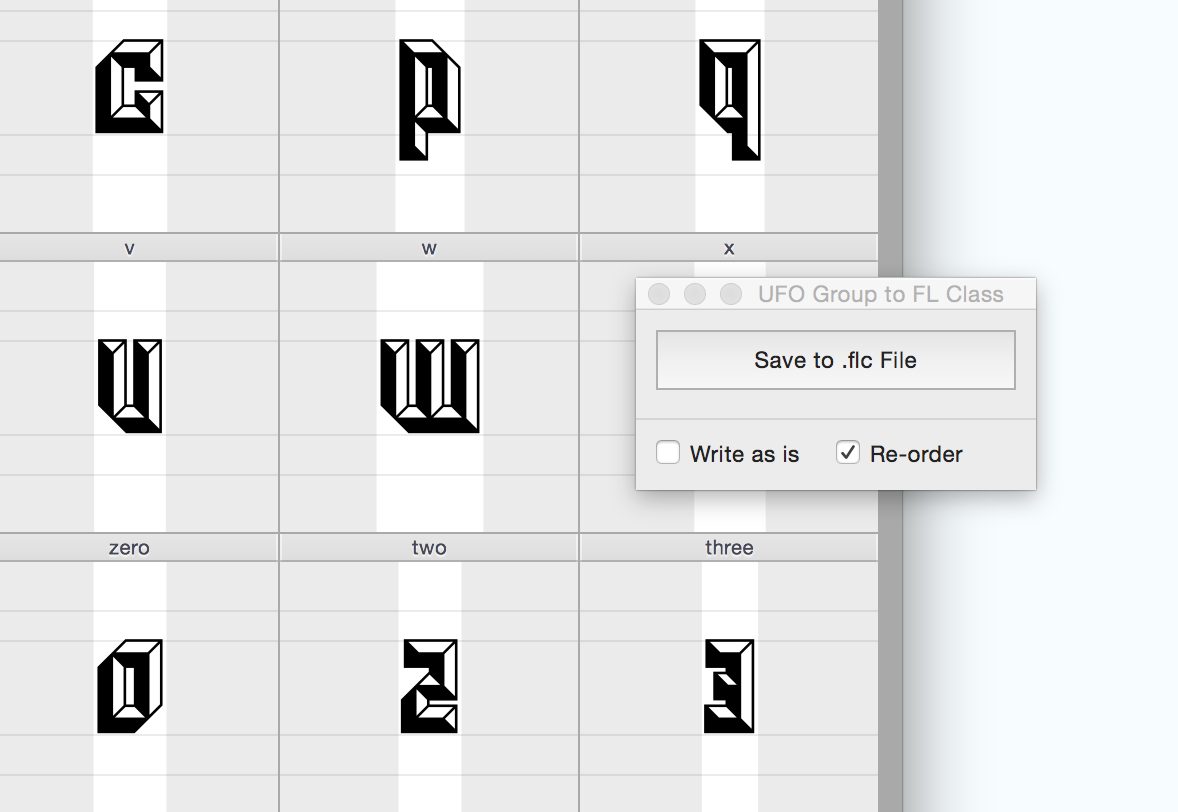 c p q
v w x
UFO Group to FL Class
Save to .flc File
v w
Write as is
Re-order
zero two three
0 2 3